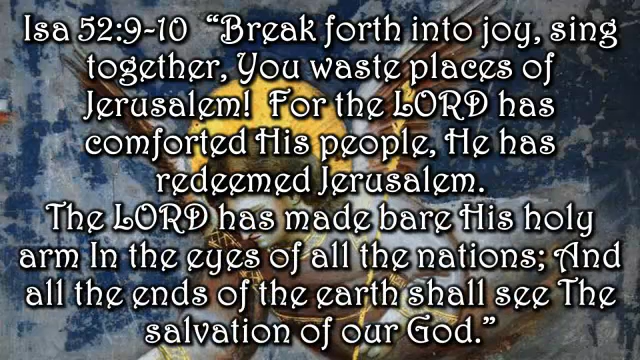 Isa 52:9-10  “Break forth into joy, sing
together, You waste places of
Jerusalem!  For the LORD has
comforted His people, He has
redeemed Jerusalem.
The LORD has made bare His holy
arm In the eyes of all the nations; And
all the ends of the earth shall see The
salvation of our God.”